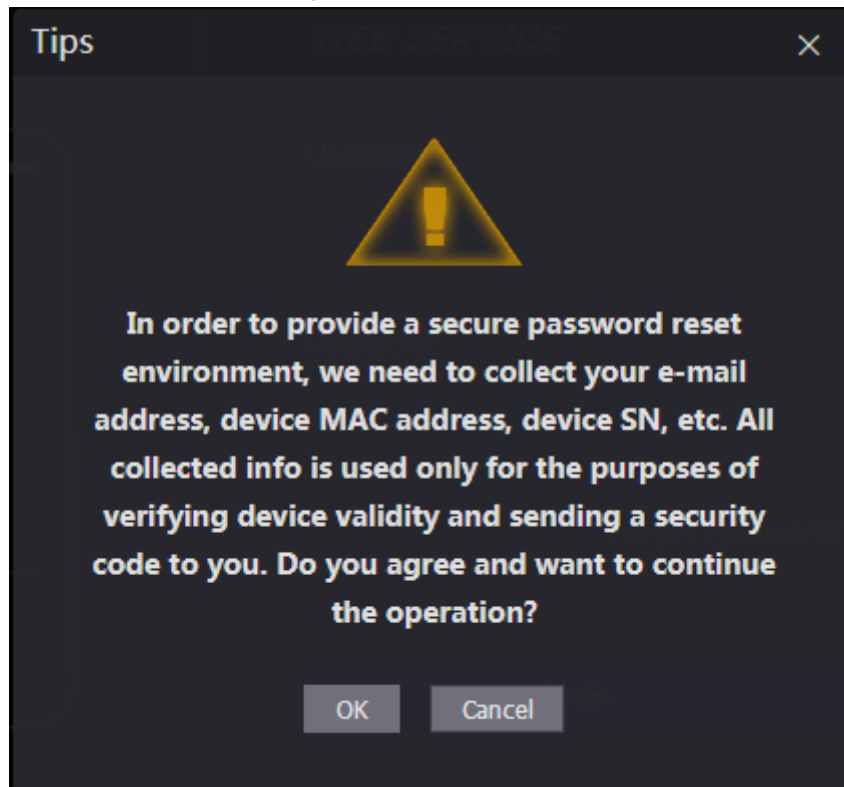 Tips
WEB SERVICE
In order to provide a secure password reset
environment, we need to collect your e-mail
address, device MAC address, device SN, etc. All
collected info is used only for the purposes of
verifying device validity and sending a security
code to you. Do you agree and want to continue
the operation?
OK
Cancel